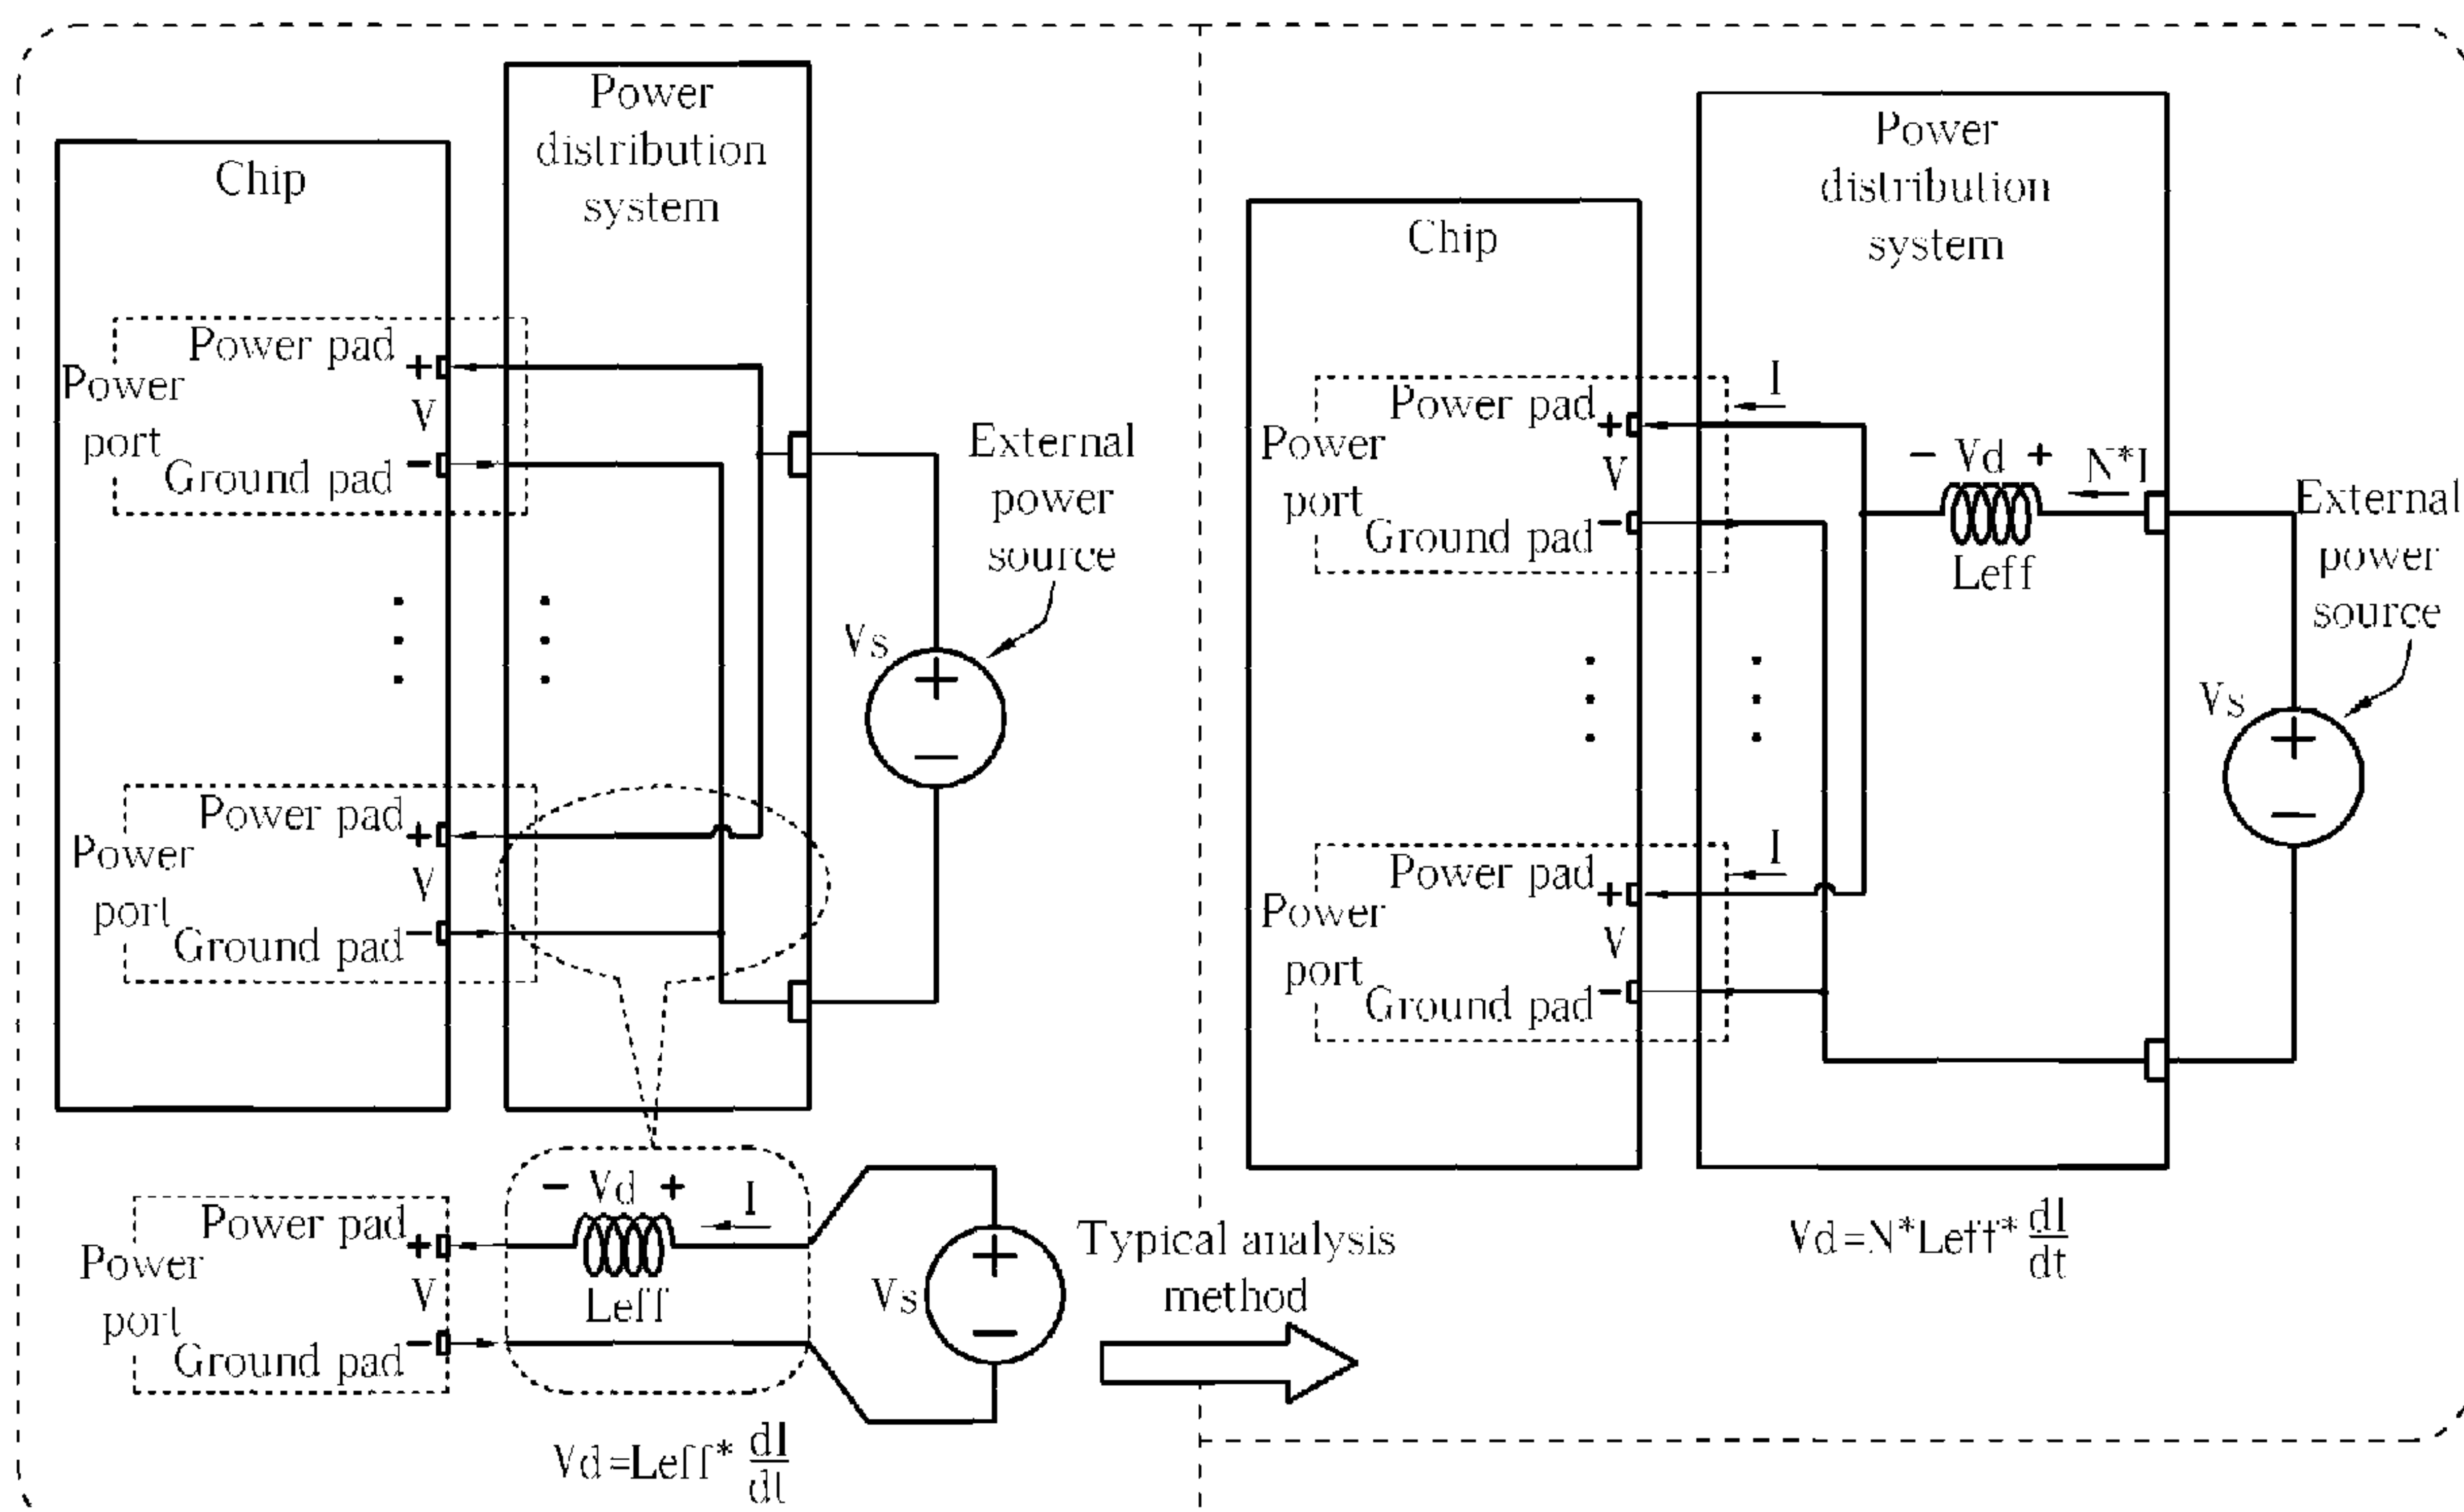 Power
distribution
system
Chip
Power pad
+
Power
V
port
Ground pad
−
External
power
source
Vs
+
−
Power pad
+
Power
V
port
Ground pad
−
− Vd +
I
Power pad
+
Power
V
port
Ground pad
−
Leff
Vs
+
−
Vd=Leff* dI
dt
Typical analysis
method
Power
distribution
system
Chip
I
Power pad
+
Power
V
port
Ground pad
−
− Vd +
N*I
Leff
External
power
source
Vs
+
−
I
Power pad
+
Power
V
port
Ground pad
−
Vd=N*Leff* dI
dt